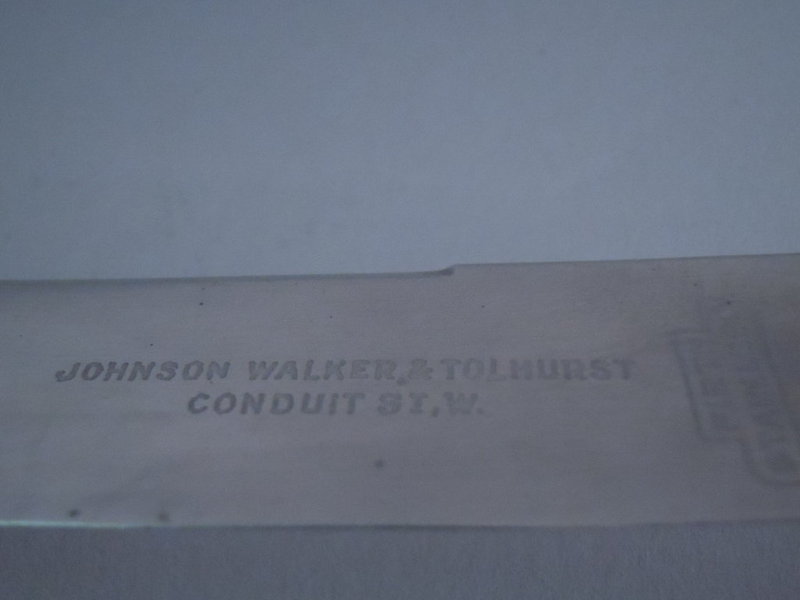 JOHNSON WALKER & TOLHURST
CONDUIT ST, W.